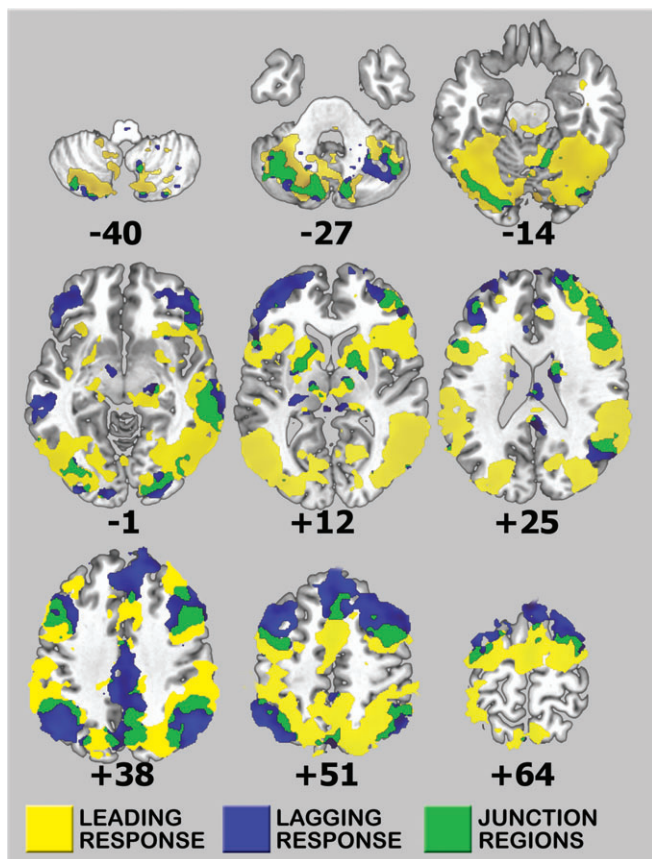 -40 -27 -14
-1 +12 +25
+38 +51 +64
LEADING RESPONSE
LAGGING RESPONSE
JUNCTION REGIONS